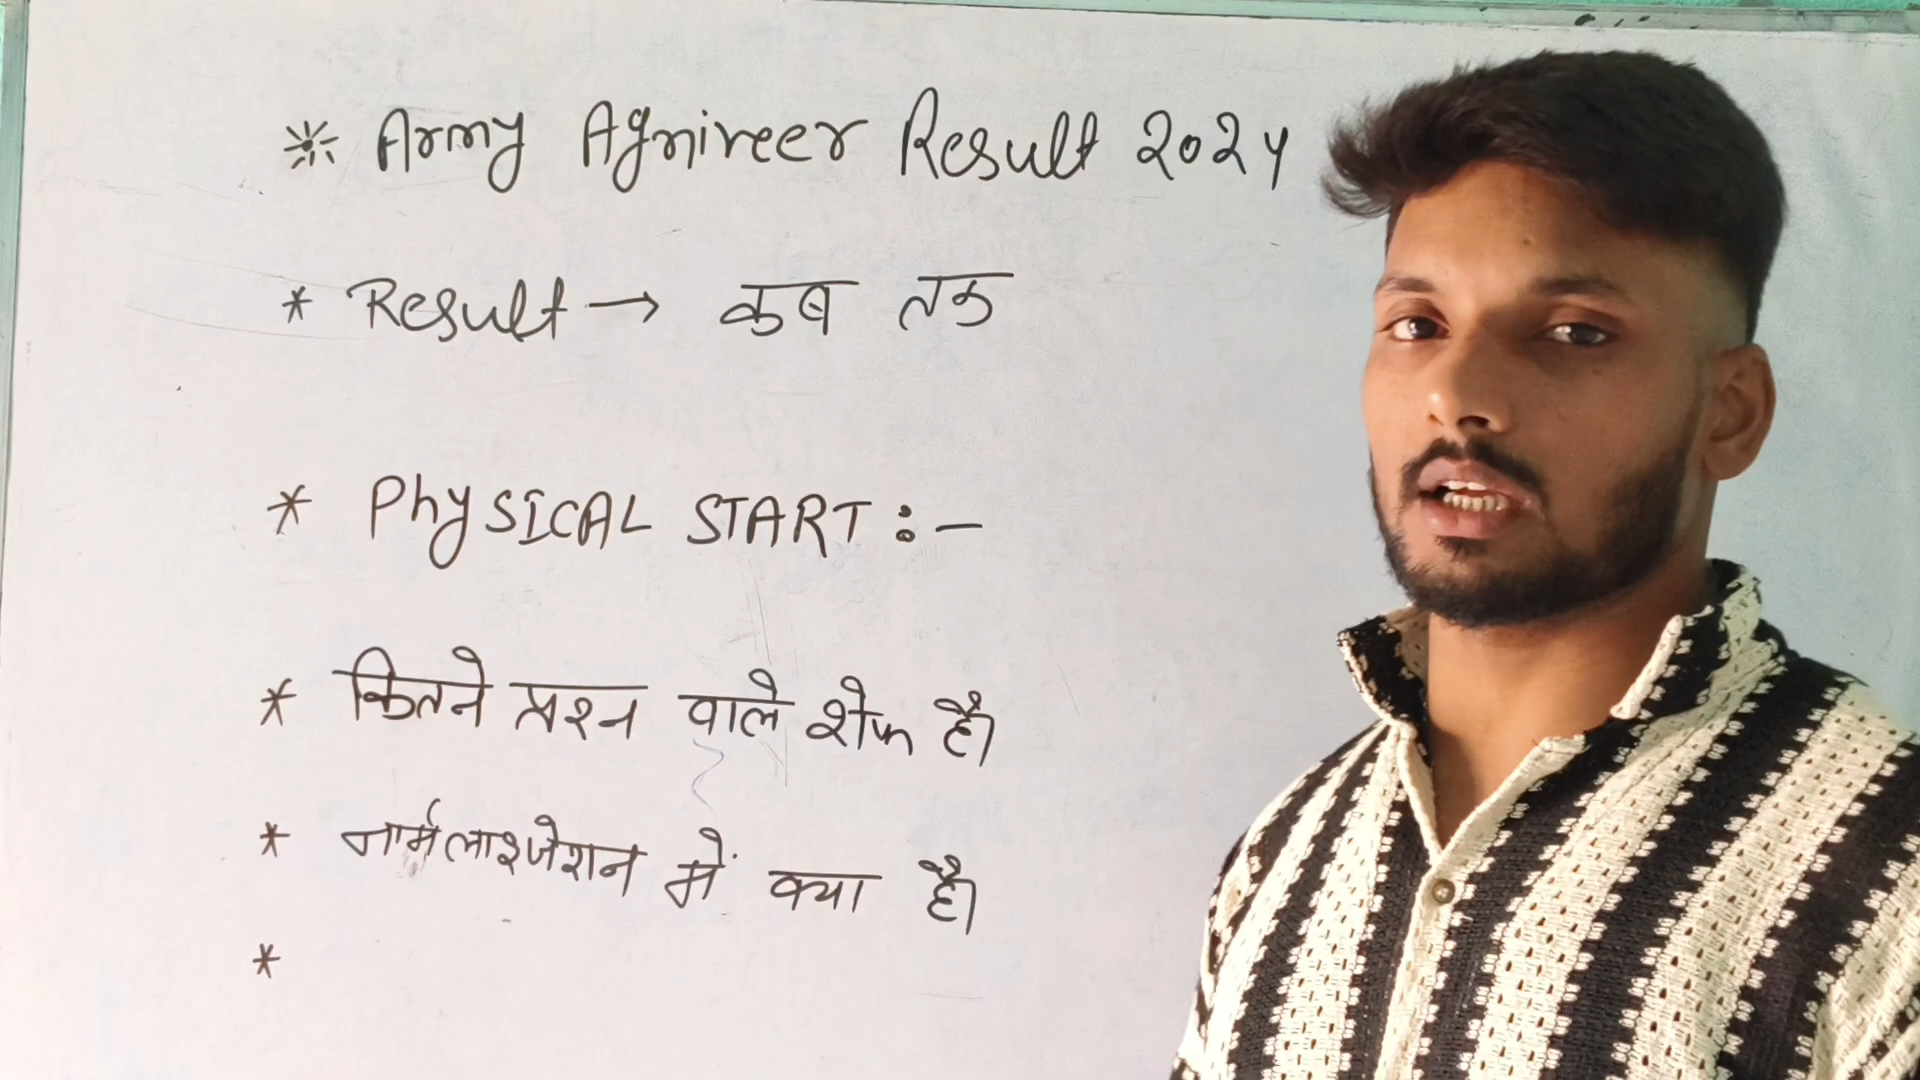 * Army Agniveer Result 2024
* Result → कब तक
* PhySICAL START :-
* कितने प्रश्न वाले शेफ है।
* नार्मलाइजेशन में क्या है।
*